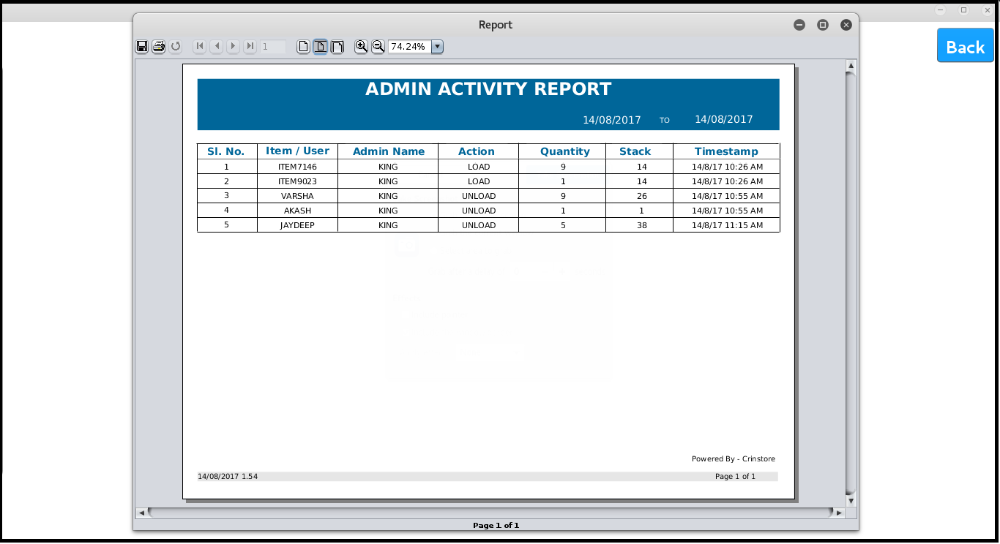 Report
Back
1 74.24%
ADMIN ACTIVITY REPORT
14/08/2017 TO 14/08/2017
Sl. No. Item / User Admin Name Action Quantity Stack Timestamp
1 ITEM7146 KING LOAD 9 14 14/8/17 10:26 AM
2 ITEM9023 KING LOAD 1 14 14/8/17 10:26 AM
3 VARSHA KING UNLOAD 9 26 14/8/17 10:55 AM
4 AKASH KING UNLOAD 1 1 14/8/17 10:55 AM
5 JAYDEEP KING UNLOAD 5 38 14/8/17 11:15 AM
Powered By - Crinstore
14/08/2017 1.54 Page 1 of 1
Page 1 of 1